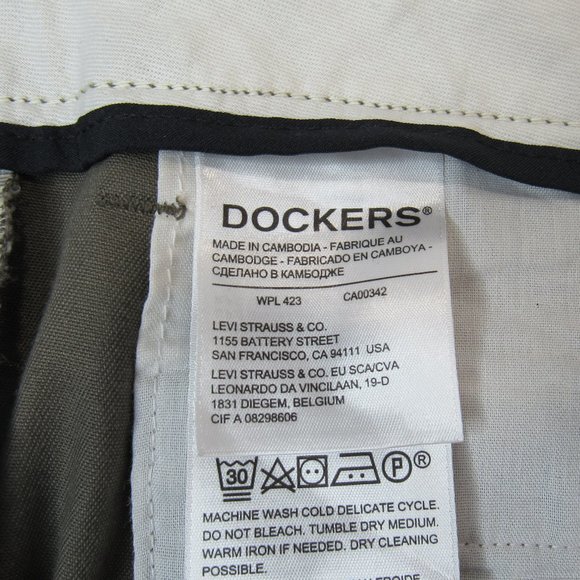 DOCKERS®
MADE IN CAMBODIA - FABRIQUE AU
CAMBODGE - FABRICADO EN CAMBOYA -
СДЕЛАНО В КАМБОДЖЕ
WPL 423 CA00342
LEVI STRAUSS & CO.
1155 BATTERY STREET
SAN FRANCISCO, CA 94111 USA
LEVI STRAUSS & CO. EU SCA/CVA
LEONARDO DA VINCILAAN, 19-D
1831 DIEGEM, BELGIUM
CIF A 08298606
30 P ®
MACHINE WASH COLD DELICATE CYCLE.
DO NOT BLEACH. TUMBLE DRY MEDIUM.
WARM IRON IF NEEDED. DRY CLEANING
POSSIBLE.